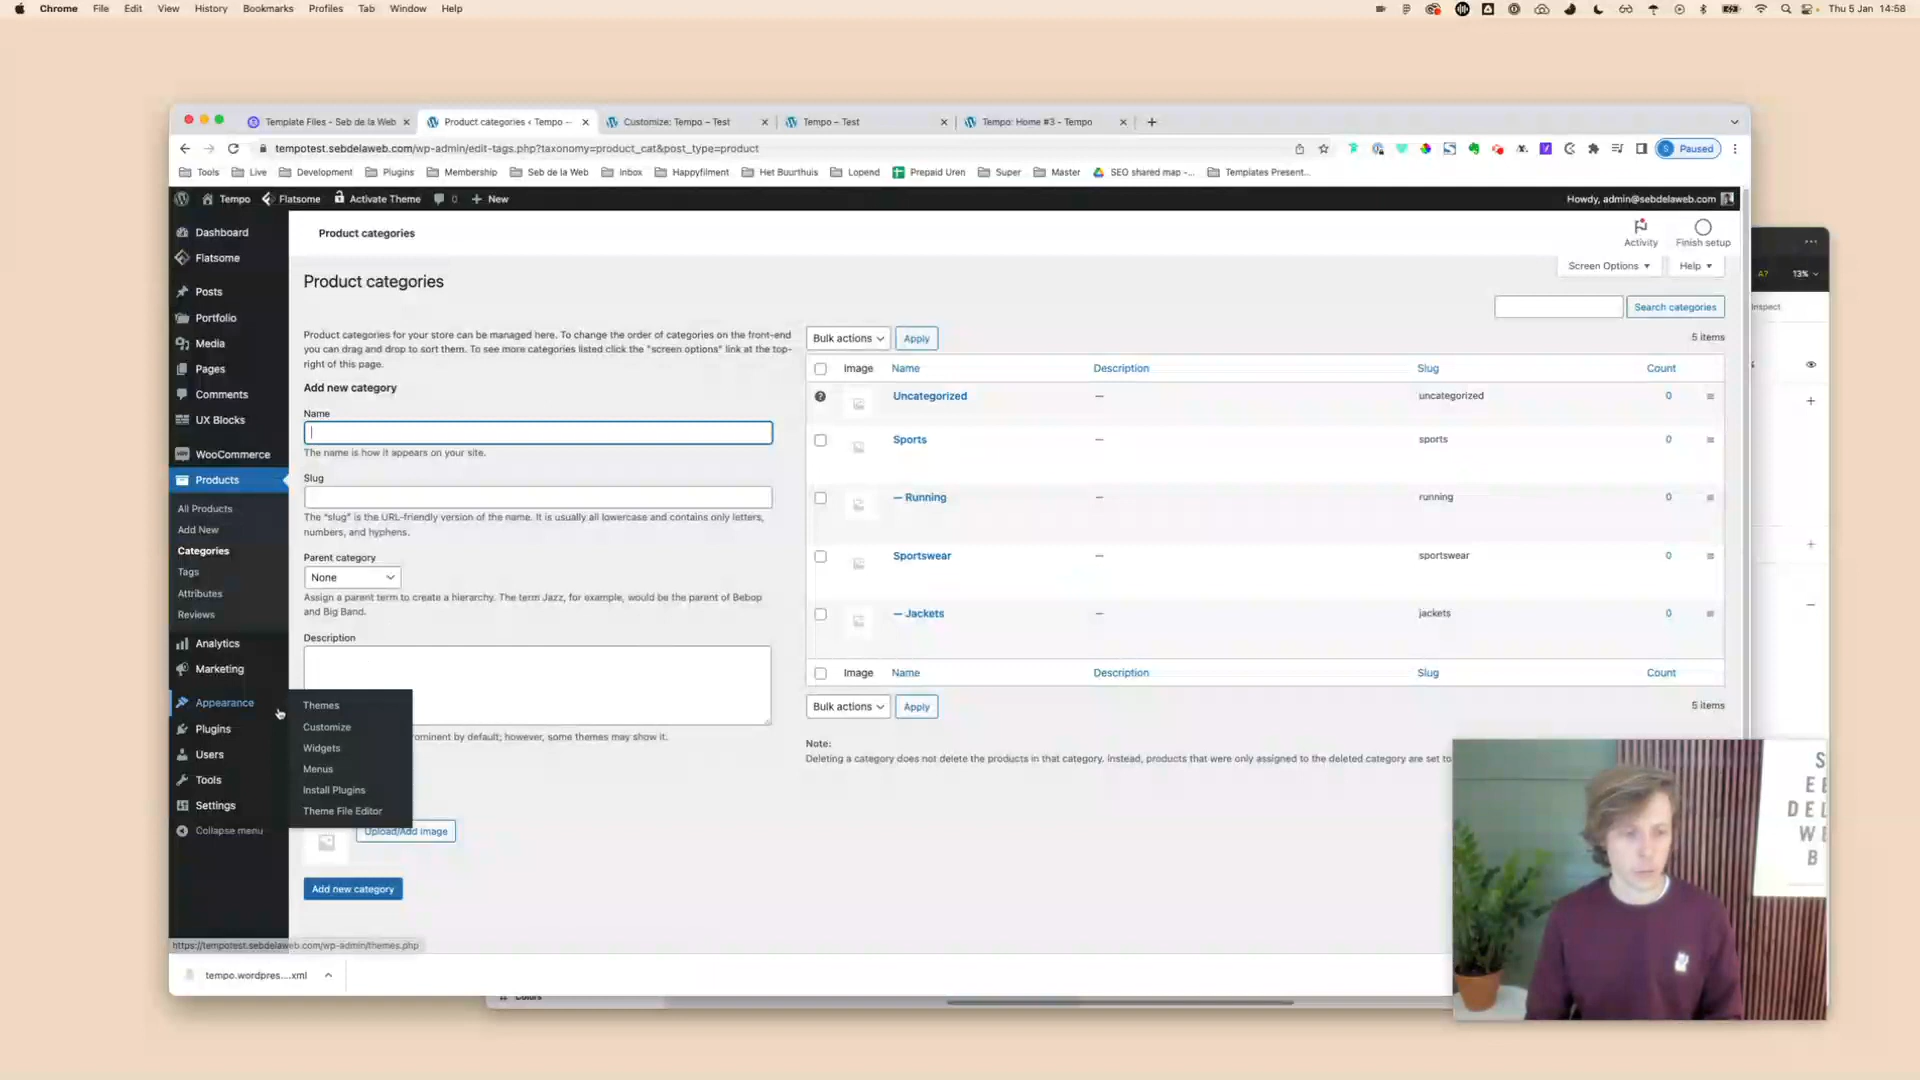 Chrome File Edit View History Bookmarks Profiles Tab Window Help
Thu 5 Jan 14:58
Template Files - Seb de la Web
Product categories ‹ Tempo –
Customize: Tempo – Test
Tempo – Test
Tempo: Home #3 - Tempo
tempotest.sebdelaweb.com/wp-admin/edit-tags.php?taxonomy=product_cat&post_type=product
S Paused
Tools Live Development Plugins Membership Seb de la Web Inbox Happyfilment Het Buurthuis Lopend Prepaid Uren Super Master SEO shared map -... Templates Present...
Tempo Flatsome Activate Theme 0 + New
Howdy, admin@sebdelaweb.com
Dashboard
Flatsome
Posts
Portfolio
Media
Pages
Comments
UX Blocks
WooCommerce
Products
All Products
Add New
Categories
Tags
Attributes
Reviews
Analytics
Marketing
Appearance
Plugins
Users
Tools
Settings
Collapse menu
Themes
Customize
Widgets
Menus
Install Plugins
Theme File Editor
Product categories
Activity
Finish setup
Screen Options
Help
Product categories
Search categories
Product categories for your store can be managed here. To change the order of categories on the front-end
you can drag and drop to sort them. To see more categories listed click the "screen options" link at the top-
right of this page.
Add new category
Name
The name is how it appears on your site.
Slug
The "slug" is the URL-friendly version of the name. It is usually all lowercase and contains only letters,
numbers, and hyphens.
Parent category
None
Assign a parent term to create a hierarchy. The term Jazz, for example, would be the parent of Bebop
and Big Band.
Description
ominent by default; however, some themes may show it.
Upload/Add image
Add new category
Bulk actions
Apply
5 items
Image Name Description Slug Count
Uncategorized — uncategorized 0
Sports — sports 0
— Running — running 0
Sportswear — sportswear 0
— Jackets — jackets 0
Image Name Description Slug Count
Bulk actions
Apply
5 items
Note:
Deleting a category does not delete the products in that category. Instead, products that were only assigned to the deleted category are set to
https://tempotest.sebdelaweb.com/wp-admin/themes.php
tempo.wordpres....xml
Colors
A?
13%
nspect
S
E E
D E L
W E
B